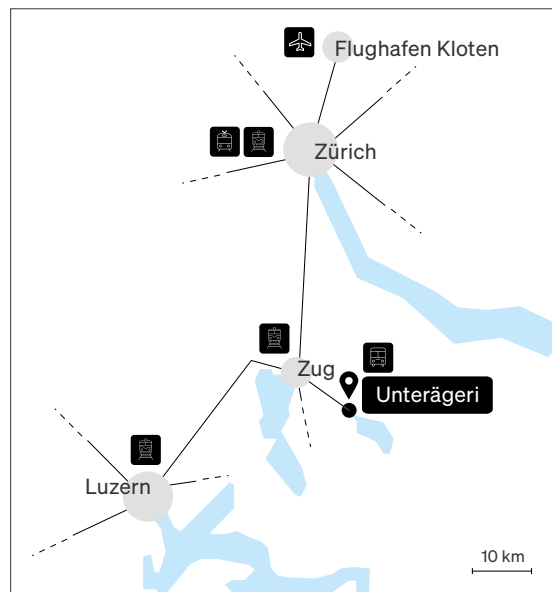 Flughafen Kloten
Zürich
Zug
Unterägeri
Luzern
10 km